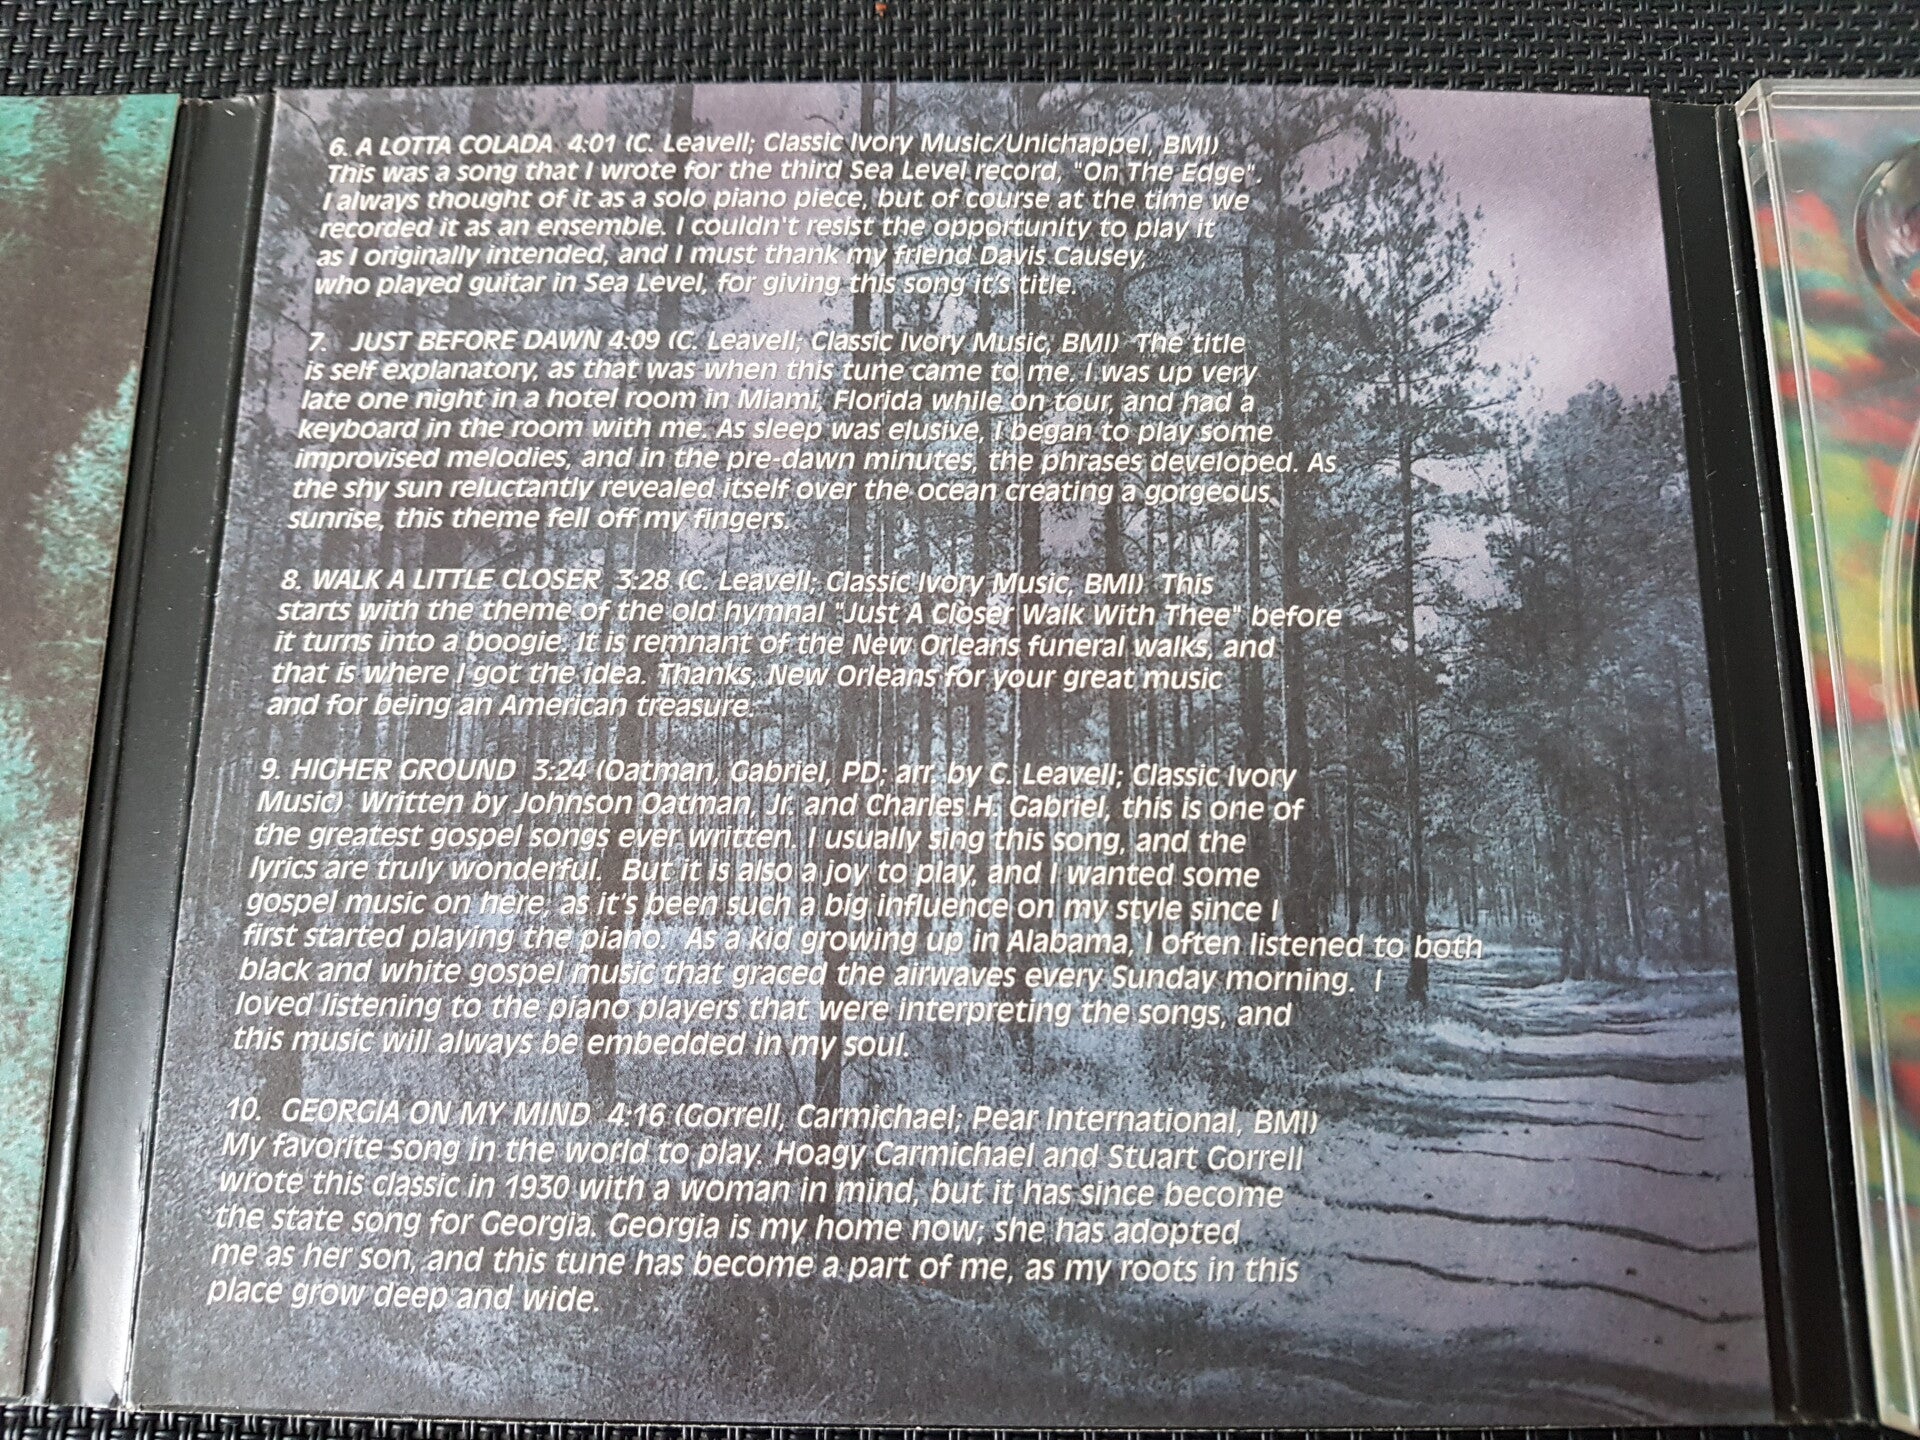 6. A LOTTA COLADA 4:01 (C. Leavell; Classic Ivory Music/Unichappel, BMI)
This was a song that I wrote for the third Sea Level record, "On The Edge".
I always thought of it as a solo piano piece, but of course at the time we
recorded it as an ensemble. I couldn't resist the opportunity to play it
as I originally intended, and I must thank my friend Davis Causey,
who played guitar in Sea Level, for giving this song it's title.
7. JUST BEFORE DAWN 4:09 (C. Leavell; Classic Ivory Music, BMI) The title
is self explanatory, as that was when this tune came to me. I was up very
late one night in a hotel room in Miami, Florida while on tour, and had a
keyboard in the room with me. As sleep was elusive, I began to play some
improvised melodies, and in the pre-dawn minutes, the phrases developed. As
the shy sun reluctantly revealed itself over the ocean creating a gorgeous
sunrise, this theme fell off my fingers.
8. WALK A LITTLE CLOSER 3:28 (C. Leavell; Classic Ivory Music, BMI) This
starts with the theme of the old hymnal "Just A Closer Walk With Thee" before
it turns into a boogie. It is remnant of the New Orleans funeral walks, and
that is where I got the idea. Thanks, New Orleans for your great music
and for being an American treasure.
9. HIGHER GROUND 3:24 (Oatman, Gabriel, PD; arr. by C. Leavell; Classic Ivory
Music) Written by Johnson Oatman, Jr. and Charles H. Gabriel, this is one of
the greatest gospel songs ever written. I usually sing this song, and the
lyrics are truly wonderful. But it is also a joy to play, and I wanted some
gospel music on here, as it's been such a big influence on my style since I
first started playing the piano. As a kid growing up in Alabama, I often listened to both
black and white gospel music that graced the airwaves every Sunday morning. I
loved listening to the piano players that were interpreting the songs, and
this music will always be embedded in my soul.
10. GEORGIA ON MY MIND 4:16 (Gorrell, Carmichael; Pear International, BMI)
My favorite song in the world to play. Hoagy Carmichael and Stuart Gorrell
wrote this classic in 1930 with a woman in mind, but it has since become
the state song for Georgia. Georgia is my home now; she has adopted
me as her son, and this tune has become a part of me, as my roots in this
place grow deep and wide.